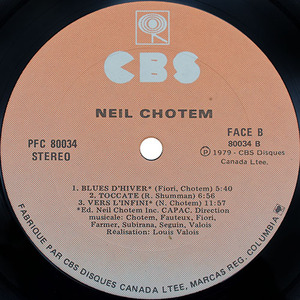 CBS
NEIL CHOTEM
PFC 80034
STEREO
FACE B
80034 B
Ⓟ 1979 - CBS Disques
Canada Ltee.
1. BLUES D'HIVER* (Fiori, Chotem) 5:40
2. TOCCATE (R. Shumman) 6:56
3. VERS L'INFINI* (N. Chotem) 11:57
*Ed. Neil Chotem Inc. CAPAC. Direction
musicale: Chotem, Fauteux, Fiori,
Farmer, Subirana, Seguin, Valois
Réalisation: Louis Valois
FABRIQUE PAR CBS DISQUES CANADA LTEE. MARCAS REG. COLUMBIA